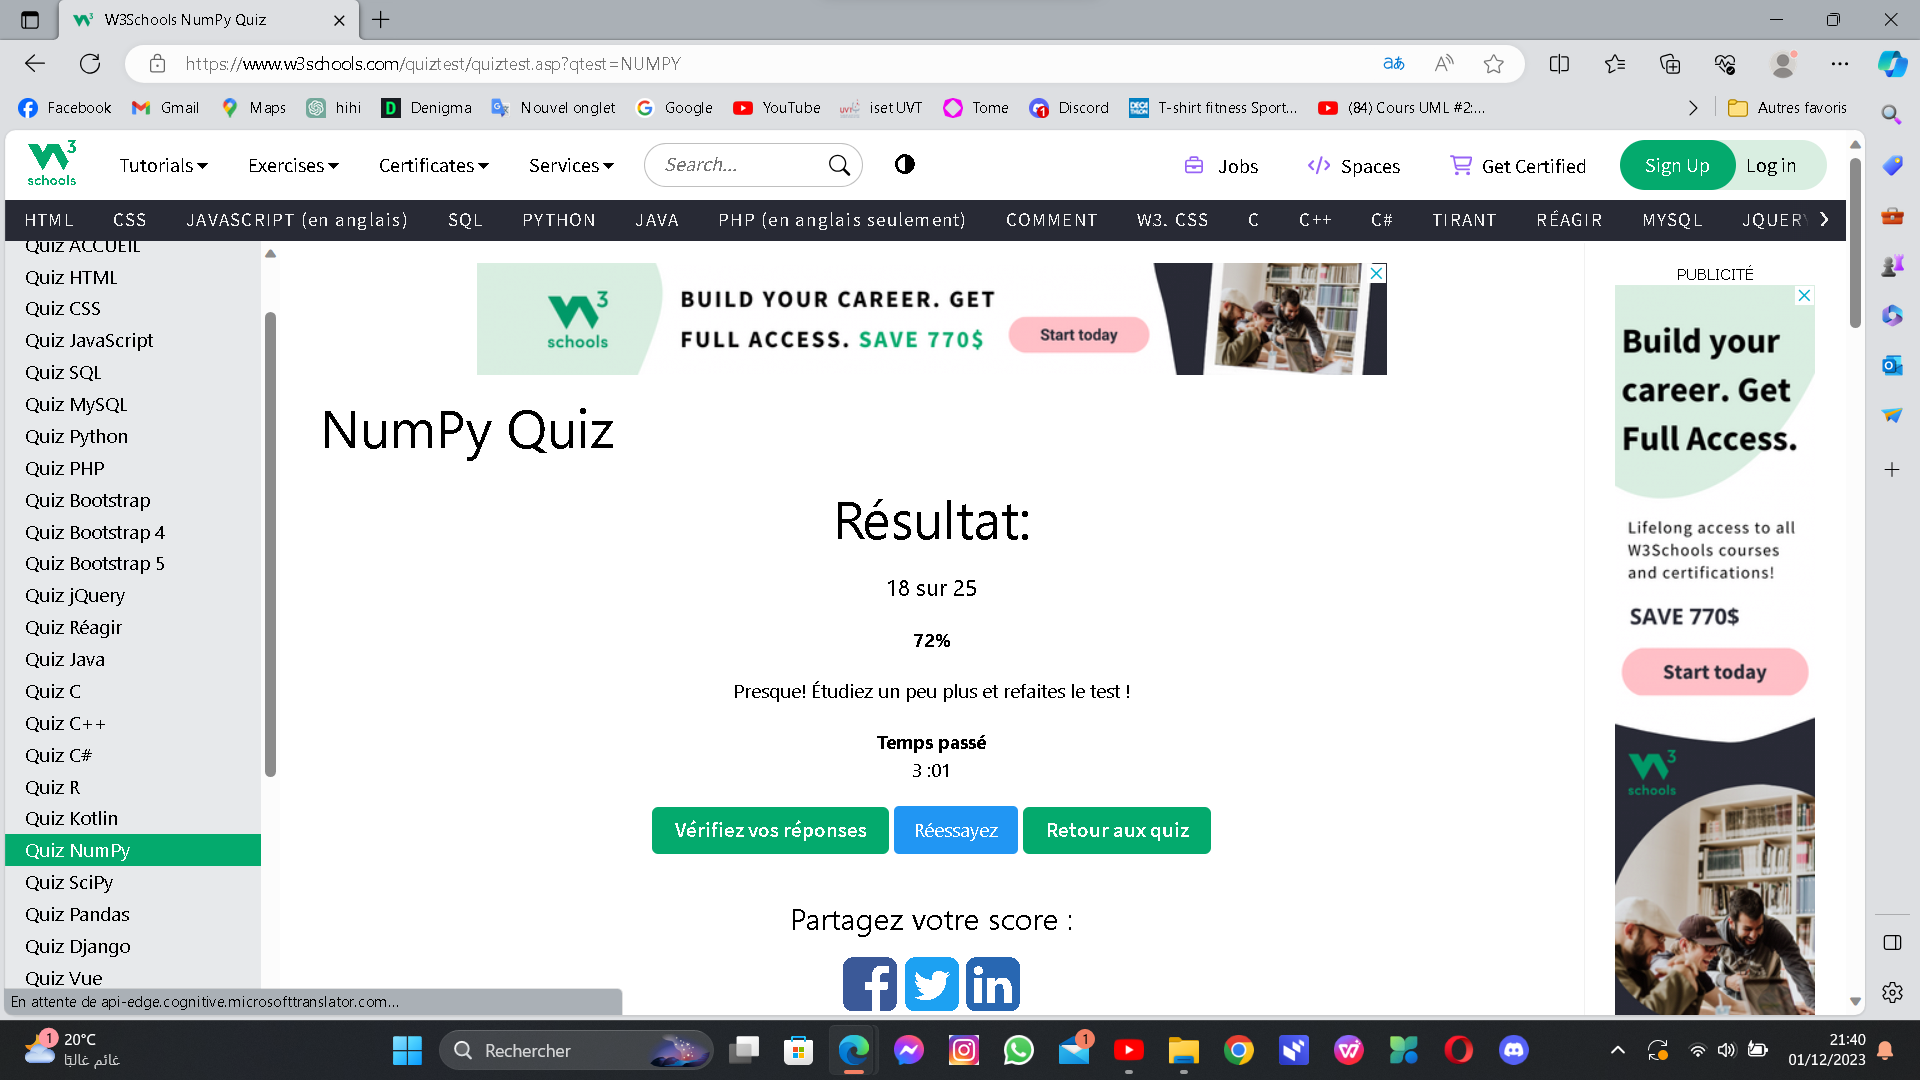 W3Schools NumPy Quiz
https://www.w3schools.com/quiztest/quiztest.asp?qtest=NUMPY
Facebook
Gmail
Maps
hihi
Denigma
Nouvel onglet
Google
YouTube
iset UVT
Tome
Discord
T-shirt fitness Sport...
(84) Cours UML #2:...
Autres favoris
schools
Tutorials
Exercises
Certificates
Services
Search...
Jobs
Spaces
Get Certified
Sign Up
Log in
HTML
CSS
JAVASCRIPT (en anglais)
SQL
PYTHON
JAVA
PHP (en anglais seulement)
COMMENT
W3. CSS
C
C++
C#
TIRANT
RÉAGIR
MYSQL
JQUERY
Quiz ACCUEIL
Quiz HTML
Quiz CSS
Quiz JavaScript
Quiz SQL
Quiz MySQL
Quiz Python
Quiz PHP
Quiz Bootstrap
Quiz Bootstrap 4
Quiz Bootstrap 5
Quiz jQuery
Quiz Réagir
Quiz Java
Quiz C
Quiz C++
Quiz C#
Quiz R
Quiz Kotlin
Quiz NumPy
Quiz SciPy
Quiz Pandas
Quiz Django
Quiz Vue
En attente de api-edge.cognitive.microsofttranslator.com...
W3 schools
BUILD YOUR CAREER. GET
FULL ACCESS. SAVE 770$
Start today
NumPy Quiz
Résultat:
18 sur 25
72%
Presque! Étudiez un peu plus et refaites le test !
Temps passé
3 :01
Vérifiez vos réponses
Réessayez
Retour aux quiz
Partagez votre score :
PUBLICITÉ
Build your
career. Get
Full Access.
Lifelong access to all
W3Schools courses
and certifications!
SAVE 770$
Start today
W3 schools
1
20°C
غائم غالبًا
Rechercher
1
21:40
01/12/2023